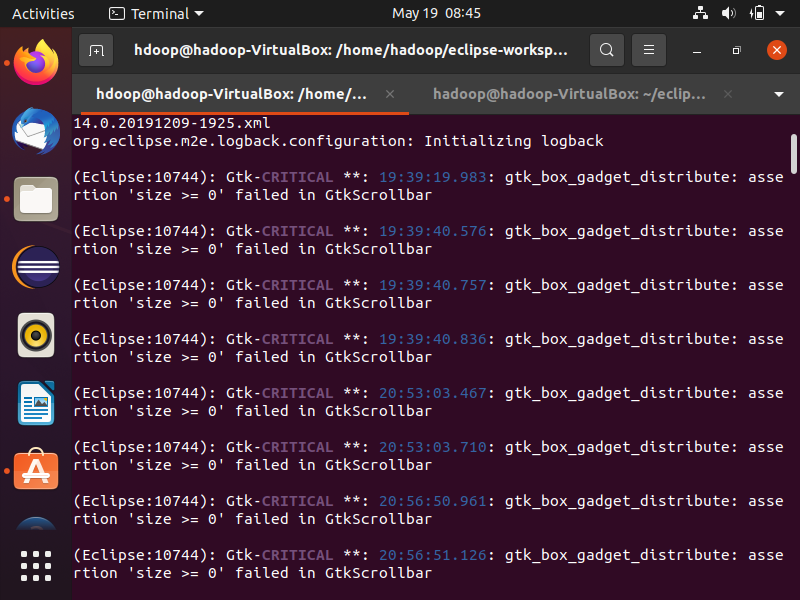 Activities
Terminal
May 19 08:45
hdoop@hadoop-VirtualBox: /home/hadoop/eclipse-worksp...
hdoop@hadoop-VirtualBox: /home/...
hadoop@hadoop-VirtualBox: ~/eclip...
14.0.20191209-1925.xml
org.eclipse.m2e.logback.configuration: Initializing logback
(Eclipse:10744): Gtk-CRITICAL **: 19:39:19.983: gtk_box_gadget_distribute: asse
rtion 'size >= 0' failed in GtkScrollbar
(Eclipse:10744): Gtk-CRITICAL **: 19:39:40.576: gtk_box_gadget_distribute: asse
rtion 'size >= 0' failed in GtkScrollbar
(Eclipse:10744): Gtk-CRITICAL **: 19:39:40.757: gtk_box_gadget_distribute: asse
rtion 'size >= 0' failed in GtkScrollbar
(Eclipse:10744): Gtk-CRITICAL **: 19:39:40.836: gtk_box_gadget_distribute: asse
rtion 'size >= 0' failed in GtkScrollbar
(Eclipse:10744): Gtk-CRITICAL **: 20:53:03.467: gtk_box_gadget_distribute: asse
rtion 'size >= 0' failed in GtkScrollbar
(Eclipse:10744): Gtk-CRITICAL **: 20:53:03.710: gtk_box_gadget_distribute: asse
rtion 'size >= 0' failed in GtkScrollbar
(Eclipse:10744): Gtk-CRITICAL **: 20:56:50.961: gtk_box_gadget_distribute: asse
rtion 'size >= 0' failed in GtkScrollbar
(Eclipse:10744): Gtk-CRITICAL **: 20:56:51.126: gtk_box_gadget_distribute: asse
rtion 'size >= 0' failed in GtkScrollbar